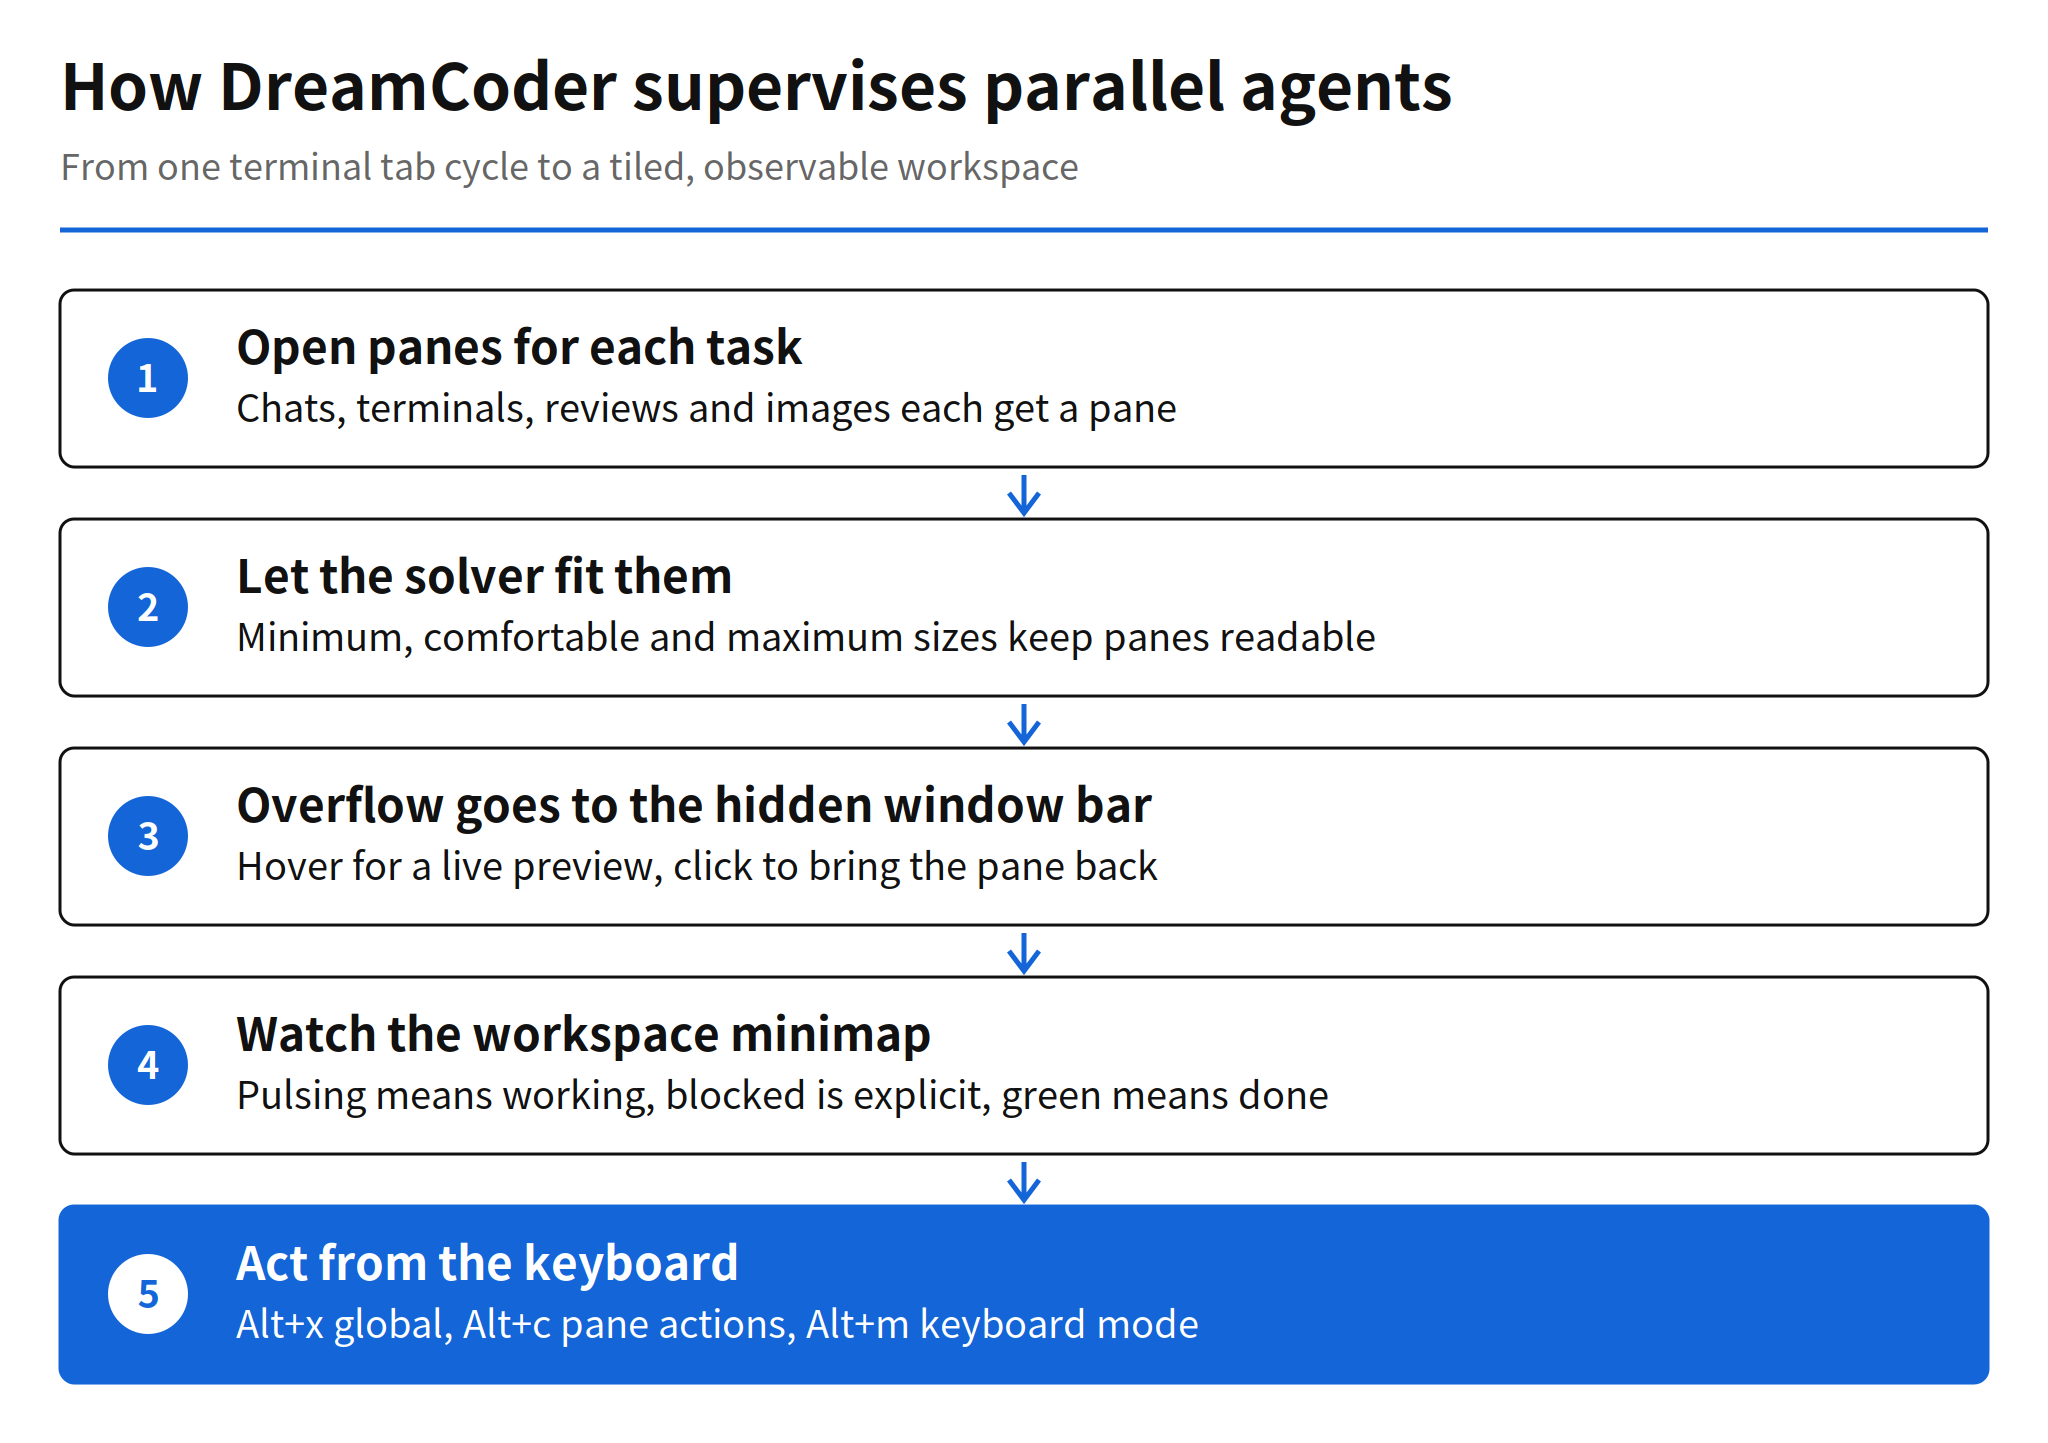 How DreamCoder supervises parallel agents
From one terminal tab cycle to a tiled, observable workspace
1
Open panes for each task
Chats, terminals, reviews and images each get a pane
2
Let the solver fit them
Minimum, comfortable and maximum sizes keep panes readable
3
Overflow goes to the hidden window bar
Hover for a live preview, click to bring the pane back
4
Watch the workspace minimap
Pulsing means working, blocked is explicit, green means done
5
Act from the keyboard
Alt+x global, Alt+c pane actions, Alt+m keyboard mode